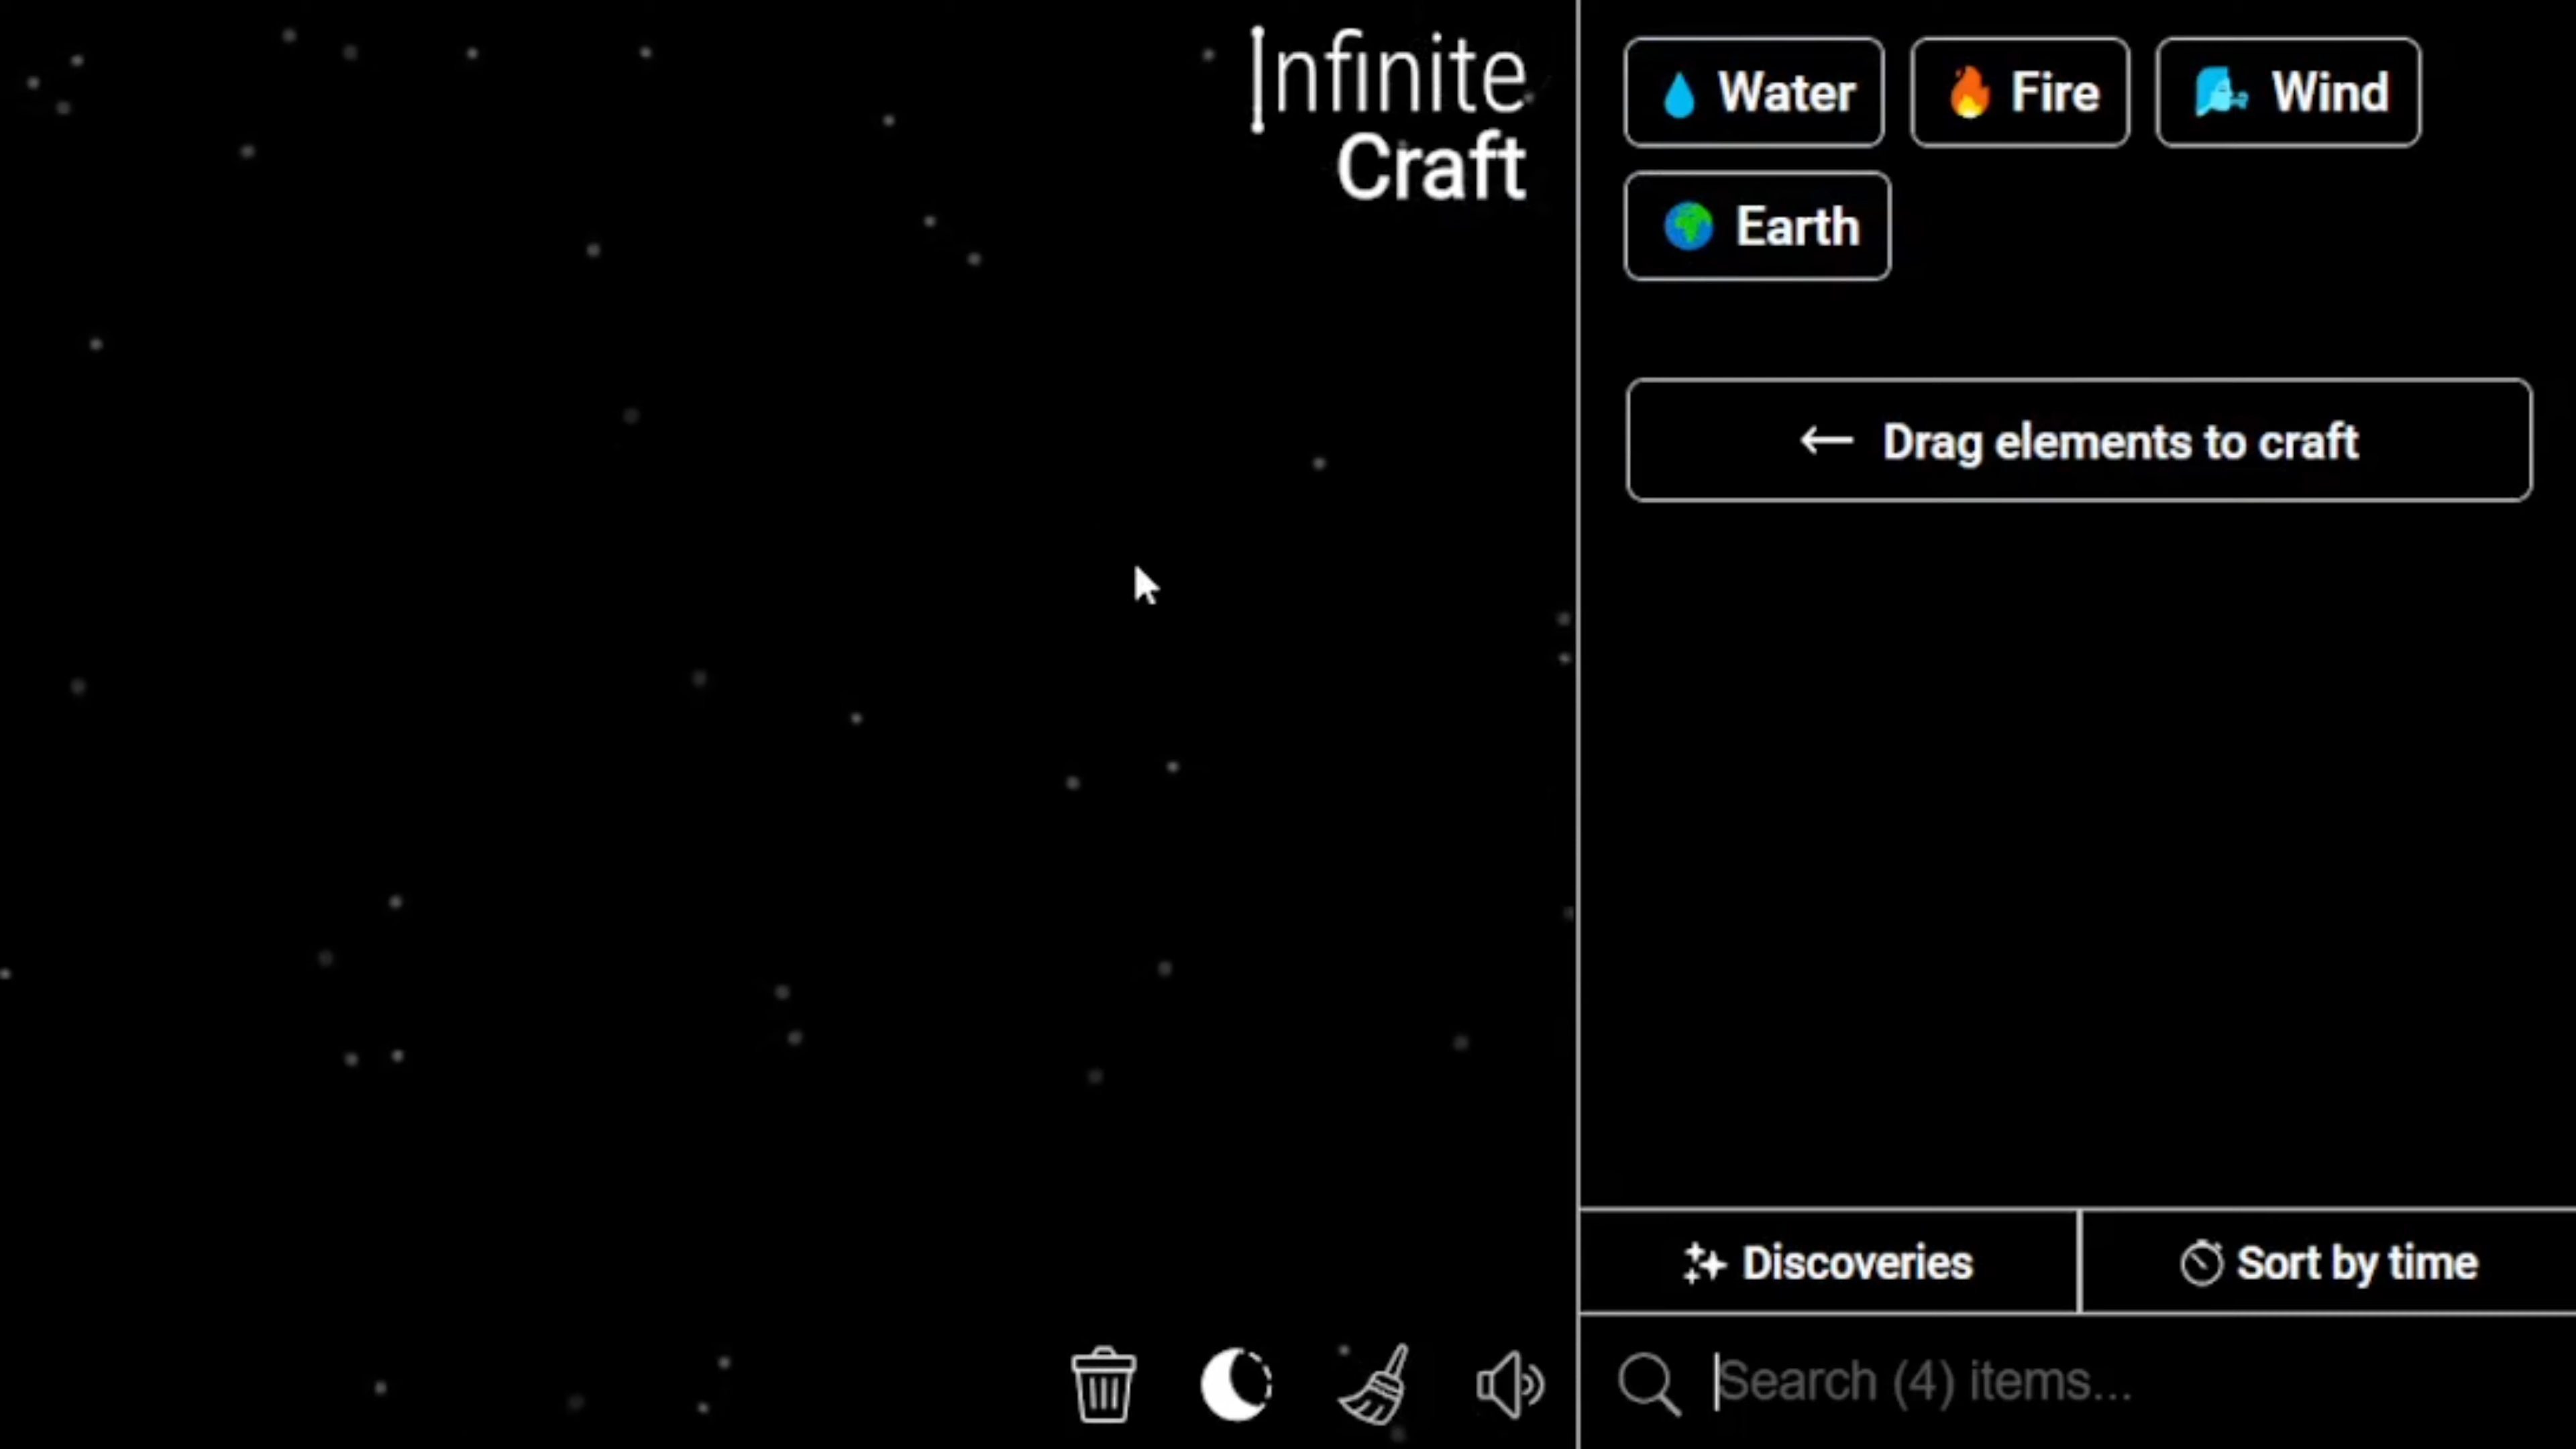 Infinite
Craft
Water
Fire
Wind
Earth
← Drag elements to craft
Discoveries
Sort by time
Search (4) items...